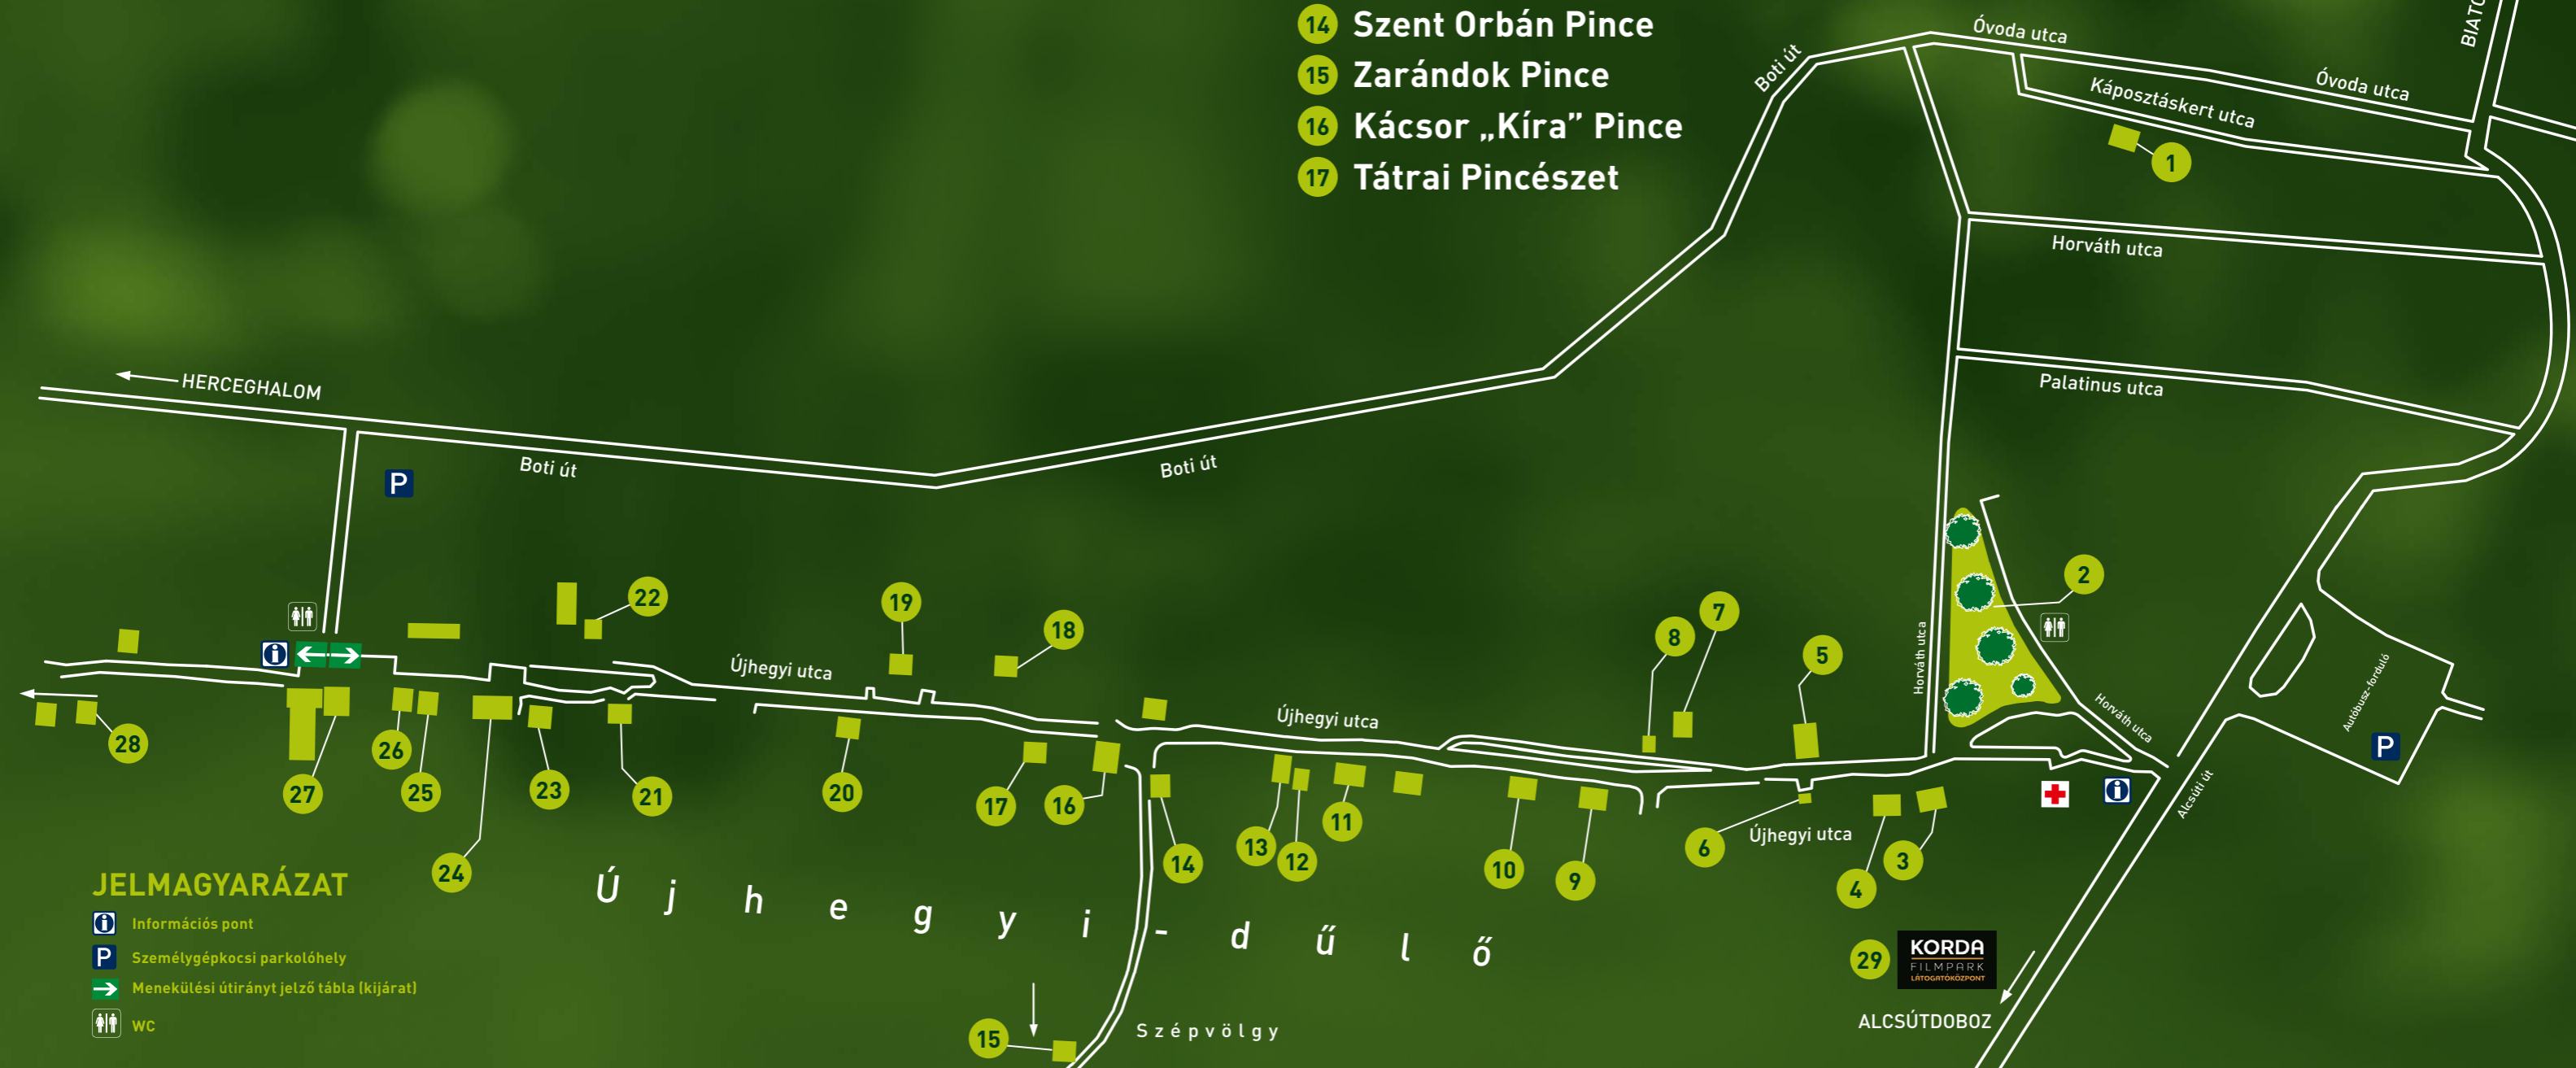 14 Szent Orbán Pince
15 Zarándok Pince
16 Kácsor „Kíra” Pince
17 Tátrai Pincészet
Óvoda utca
Óvoda utca
Káposztáskert utca
Boti út
1
Horváth utca
Palatinus utca
HERCEGHALOM
Boti út
Boti út
P
2
22
19
18
7
8
5
Újhegyi utca
Újhegyi utca
Horváth utca
Horváth utca
Autóbusz-forduló
P
Alcsúti út
28
27
26
25
23
21
20
17
16
14
13
12
11
10
9
6
Újhegyi utca
4
3
24
Újhegyi-dűlő
JELMAGYARÁZAT
Információs pont
P Személygépkocsi parkolóhely
Menekülési útirányt jelző tábla (kijárat)
WC
15
Szépvölgy
29
KORDA
FILMPARK
LÁTOGATÓKÖZPONT
ALCSÚTDOBOZ